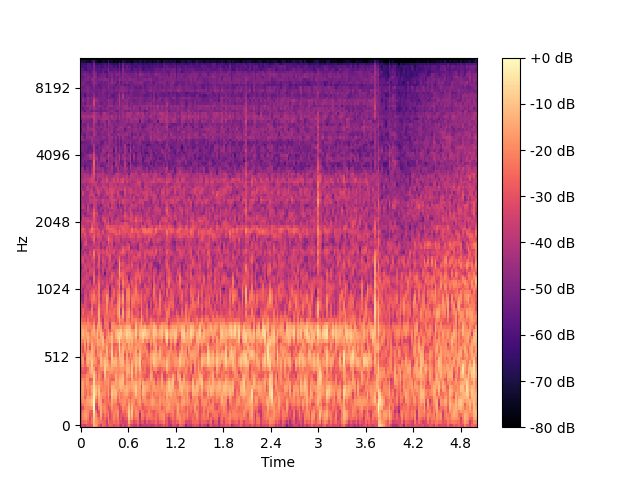 8192
4096
2048
1024
512
0
Hz
0 0.6 1.2 1.8 2.4 3 3.6 4.2 4.8
Time
+0 dB
-10 dB
-20 dB
-30 dB
-40 dB
-50 dB
-60 dB
-70 dB
-80 dB